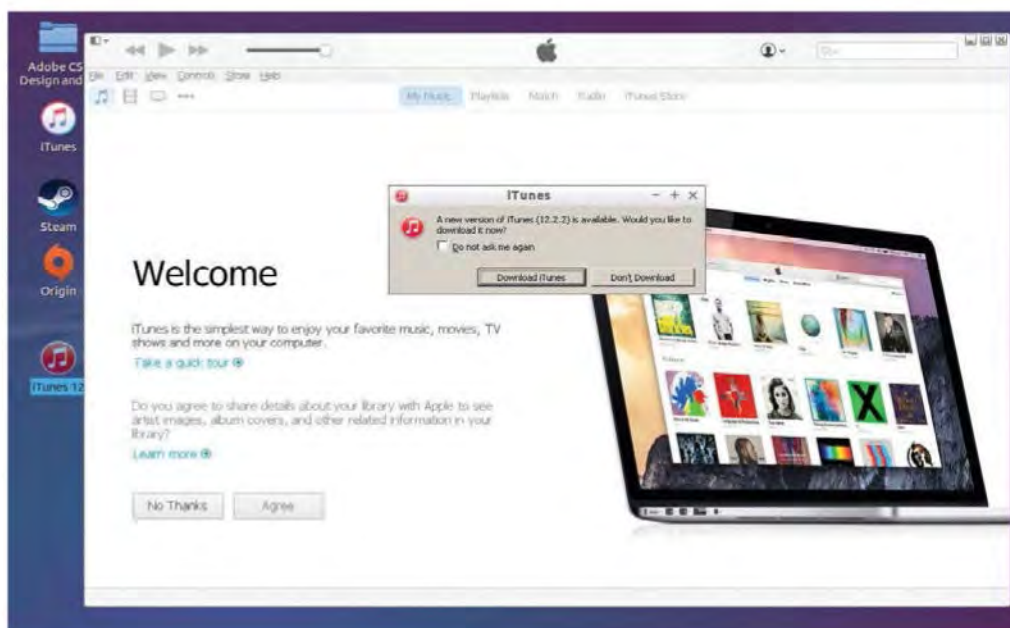 Adobe CS
Design and
iTunes
Steam
Origin
iTunes 12
File Edit View Controls Store Help
My Music Playlists Match Radio iTunes Store
iTunes
A new version of iTunes (12.2.2) is available. Would you like to
download it now?
Do not ask me again
Download iTunes Don't Download
Welcome
iTunes is the simplest way to enjoy your favorite music, movies, TV
shows and more on your computer.
Take a quick tour
Do you agree to share details about your library with Apple to see
artist images, album covers, and other related information in your
library?
Learn more
No Thanks Agree